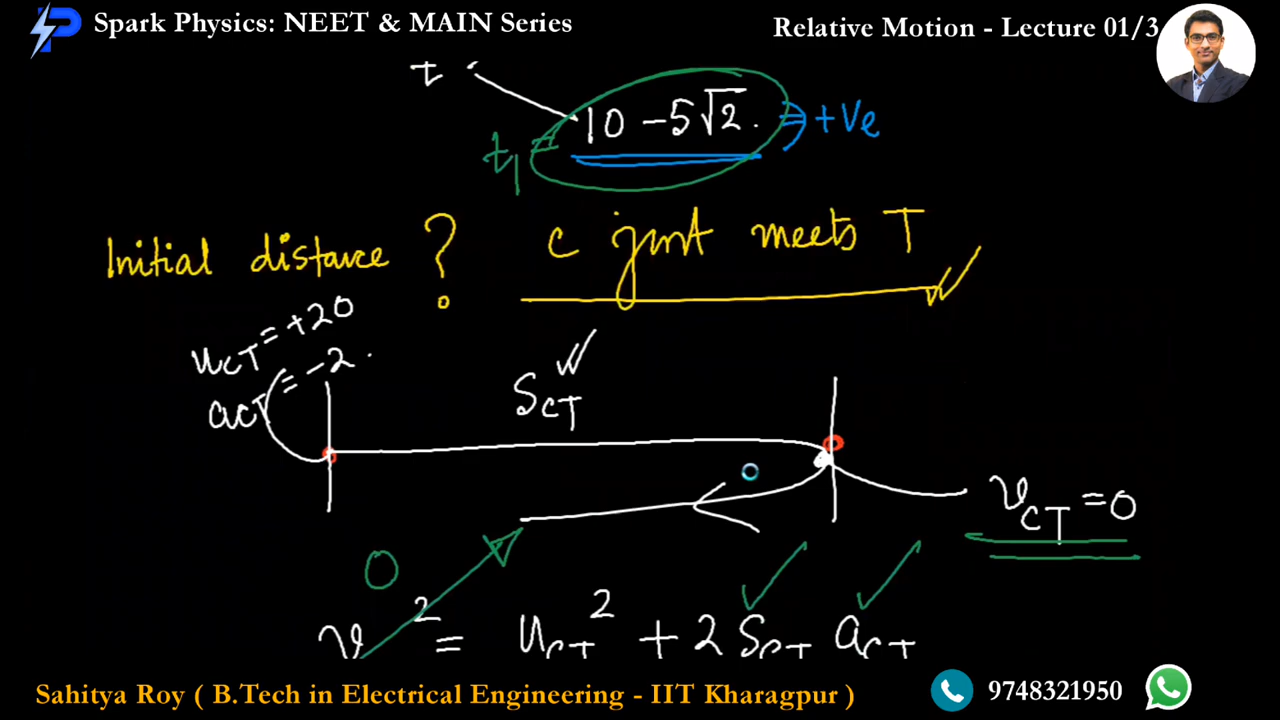 Spark Physics: NEET & MAIN Series
Relative Motion - Lecture 01/3
t
t₁ = 10 - 5√2. ⇒ +Ve
Initial distance ? C just meets T
u_CT = +20
a_CT = -2.
S_CT
v_CT = 0
0
v² = u_CT² + 2 S_CT a_CT
Sahitya Roy ( B.Tech in Electrical Engineering - IIT Kharagpur )
9748321950